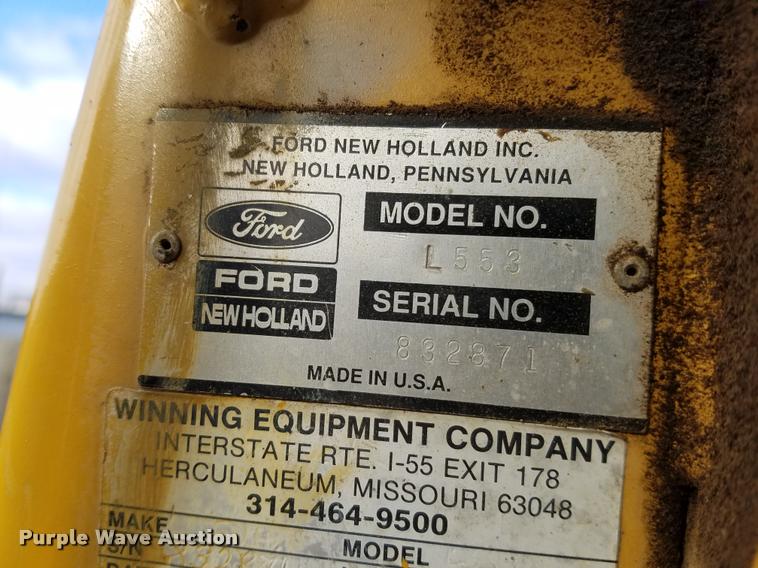 FORD NEW HOLLAND INC.
NEW HOLLAND, PENNSYLVANIA
Ford
FORD
NEW HOLLAND
MODEL NO.
L553
SERIAL NO.
832871
MADE IN U.S.A.
WINNING EQUIPMENT COMPANY
INTERSTATE RTE. I-55 EXIT 178
HERCULANEUM, MISSOURI 63048
314-464-9500
MAKE
S/N
MODEL
Purple Wave Auction